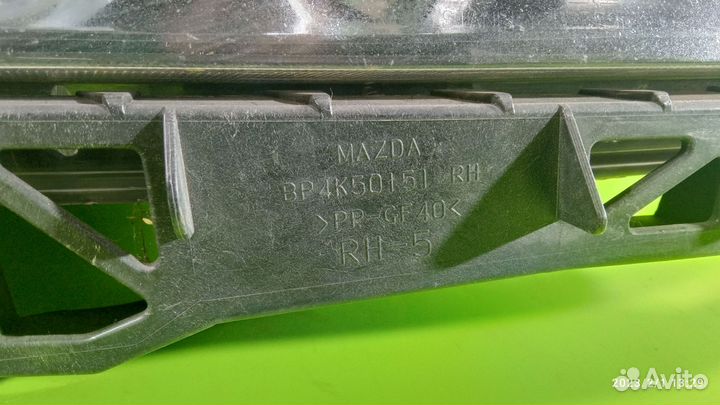 MAZDA
BP4K50151 RH
>PP-GF40<
RH-5
Avito